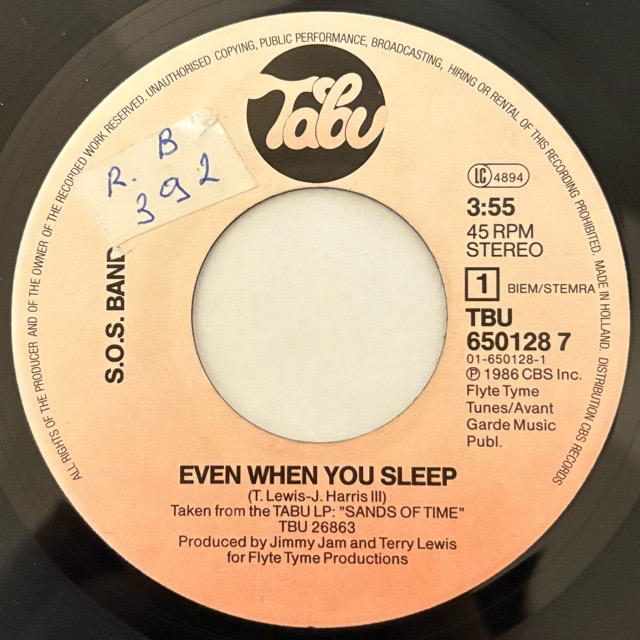 ALL RIGHTS OF THE PRODUCER AND OF THE OWNER OF THE RECORDED WORK RESERVED. UNAUTHORISED COPYING, PUBLIC PERFORMANCE, BROADCASTING, HIRING OR RENTAL OF THIS RECORDING PROHIBITED. MADE IN HOLLAND. DISTRIBUTION CBS RECORDS
Tabu
R. B
392
S.O.S. BAND
LC 4894
3:55
45 RPM
STEREO
1 BIEM/STEMRA
TBU
650128 7
01-650128-1
℗ 1986 CBS Inc.
Flyte Tyme
Tunes/Avant
Garde Music
Publ.
EVEN WHEN YOU SLEEP
(T. Lewis-J. Harris III)
Taken from the TABU LP: "SANDS OF TIME"
TBU 26863
Produced by Jimmy Jam and Terry Lewis
for Flyte Tyme Productions